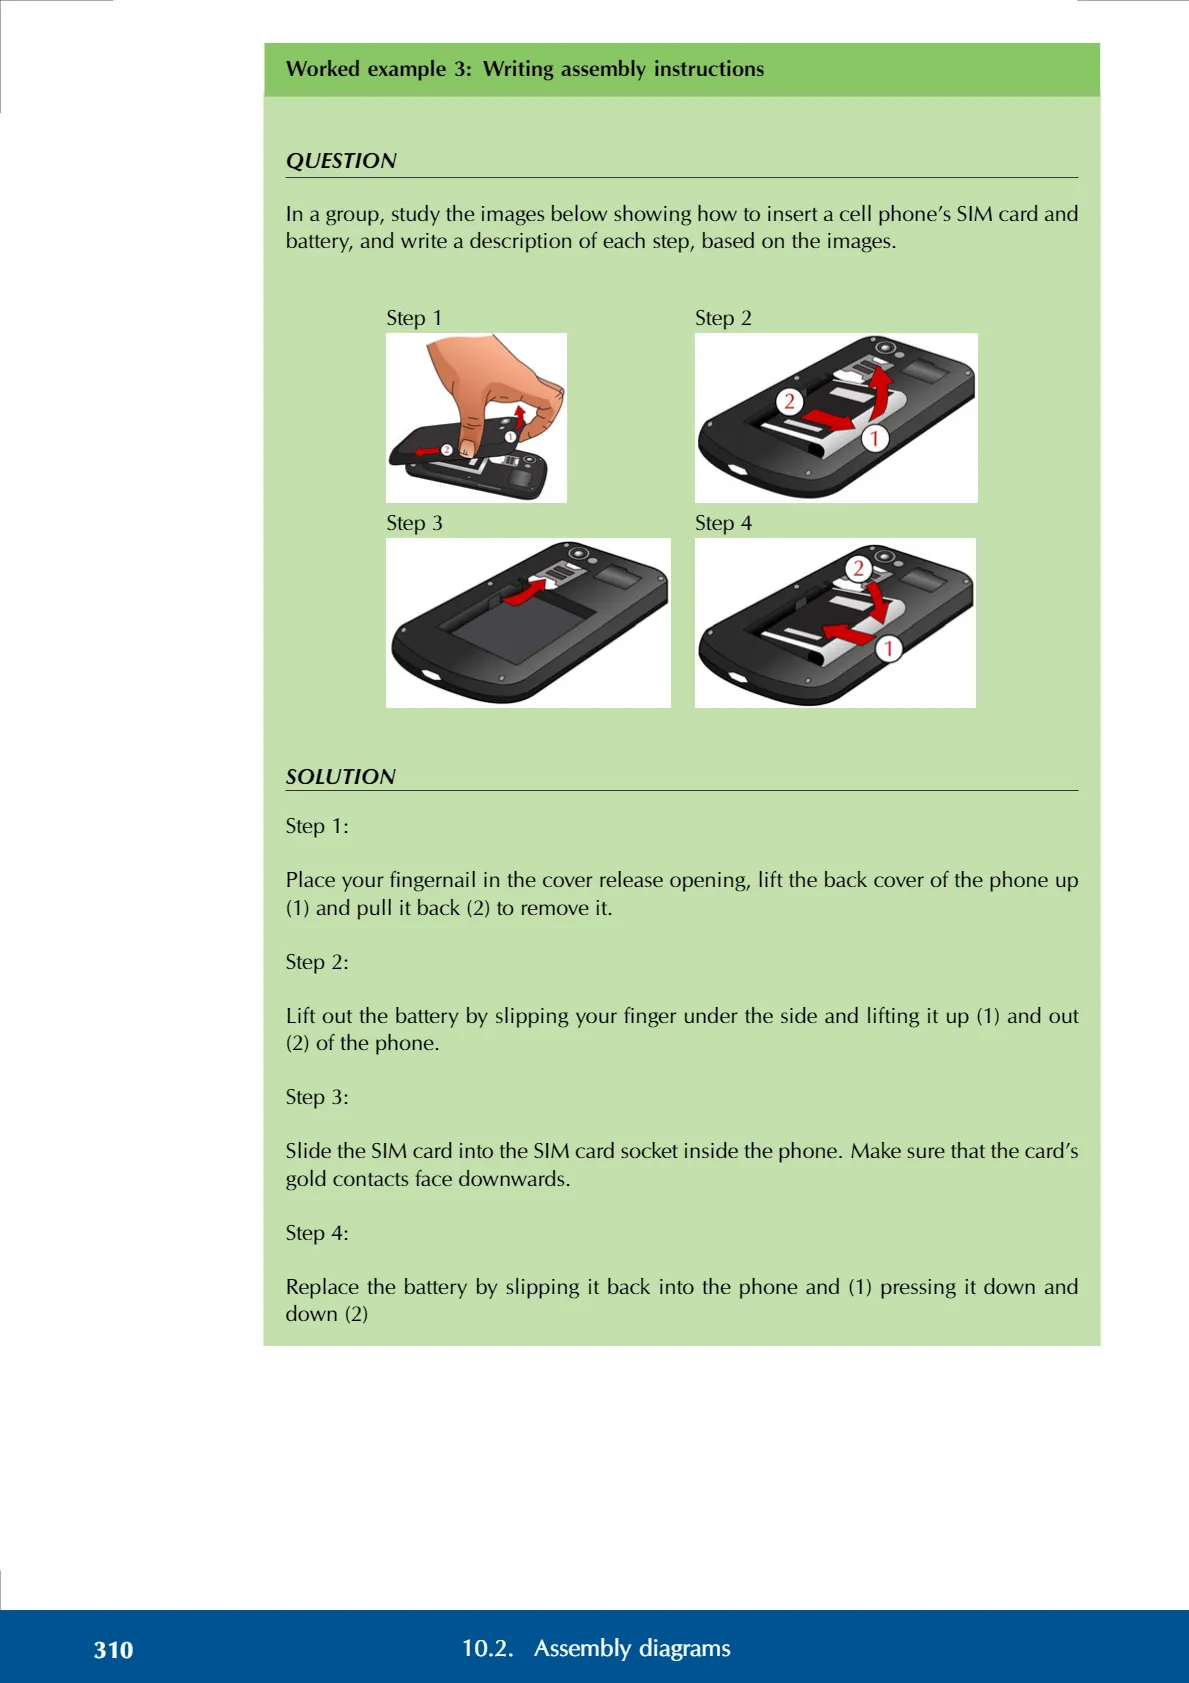 Worked example 3: Writing assembly instructions
QUESTION
In a group, study the images below showing how to insert a cell phone’s SIM card and
battery, and write a description of each step, based on the images.
Step 1
Step 2
1
2
2
1
Step 3
Step 4
2
1
SOLUTION
Step 1:
Place your fingernail in the cover release opening, lift the back cover of the phone up
(1) and pull it back (2) to remove it.
Step 2:
Lift out the battery by slipping your finger under the side and lifting it up (1) and out
(2) of the phone.
Step 3:
Slide the SIM card into the SIM card socket inside the phone. Make sure that the card’s
gold contacts face downwards.
Step 4:
Replace the battery by slipping it back into the phone and (1) pressing it down and
down (2)
310 10.2. Assembly diagrams